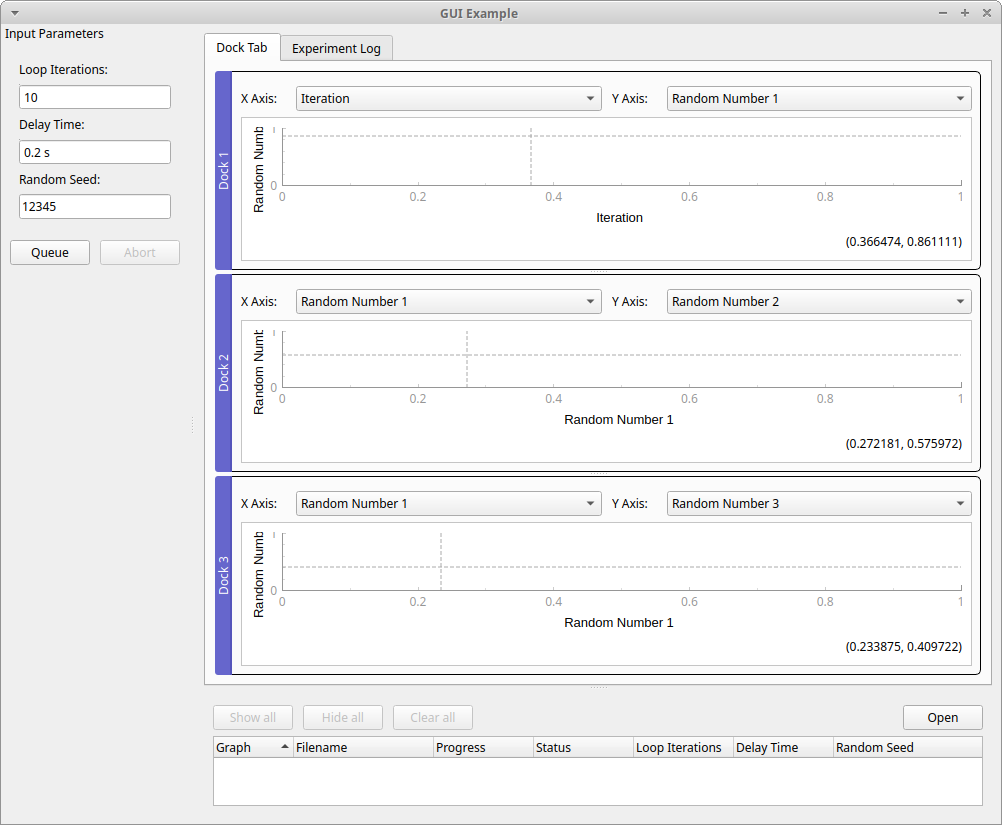 GUI Example
Input Parameters
Loop Iterations:
10
Delay Time:
0.2 s
Random Seed:
12345
Queue Abort
Dock Tab Experiment Log
Dock 1
X Axis: Iteration Y Axis: Random Number 1
Random Numb
1
0
0 0.2 0.4 0.6 0.8 1
Iteration
(0.366474, 0.861111)
Dock 2
X Axis: Random Number 1 Y Axis: Random Number 2
Random Numb
1
0
0 0.2 0.4 0.6 0.8 1
Random Number 1
(0.272181, 0.575972)
Dock 3
X Axis: Random Number 1 Y Axis: Random Number 3
Random Numb
1
0
0 0.2 0.4 0.6 0.8 1
Random Number 1
(0.233875, 0.409722)
Show all Hide all Clear all Open
Graph Filename Progress Status Loop Iterations Delay Time Random Seed